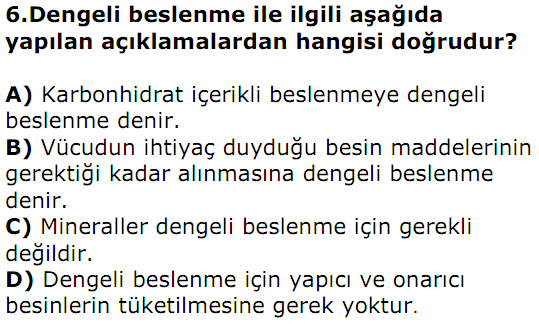 6.Dengeli beslenme ile ilgili aşağıda
yapılan açıklamalardan hangisi doğrudur?
A) Karbonhidrat içerikli beslenmeye dengeli
beslenme denir.
B) Vücudun ihtiyaç duyduğu besin maddelerinin
gerektiği kadar alınmasına dengeli beslenme
denir.
C) Mineraller dengeli beslenme için gerekli
değildir.
D) Dengeli beslenme için yapıcı ve onarıcı
besinlerin tüketilmesine gerek yoktur.